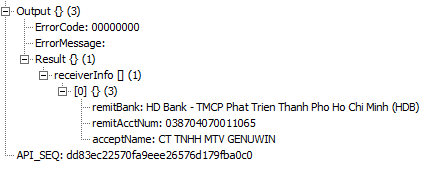 Output {} (3)
ErrorCode: 00000000
ErrorMessage:
Result {} (1)
receiverInfo [] (1)
[0] {} (3)
remitBank: HD Bank - TMCP Phat Trien Thanh Pho Ho Chi Minh (HDB)
remitAcctNum: 038704070011065
acceptName: CT TNHH MTV GENUWIN
API_SEQ: dd83ec22570fa9eee26576d179fba0c0